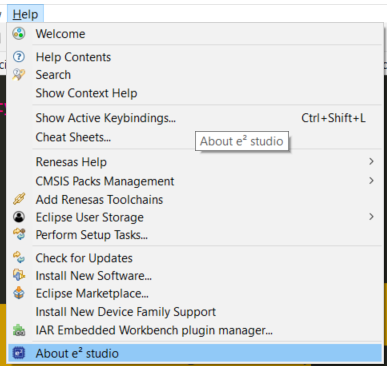 Help
Welcome
Help Contents
Search
Show Context Help
Show Active Keybindings... Ctrl+Shift+L
Cheat Sheets...
About e² studio
Renesas Help
CMSIS Packs Management
Add Renesas Toolchains
Eclipse User Storage
Perform Setup Tasks...
Check for Updates
Install New Software...
Eclipse Marketplace...
Install New Device Family Support
IAR Embedded Workbench plugin manager...
About e² studio